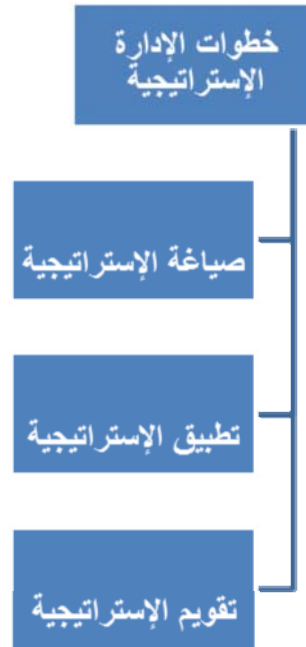 خطوات الإدارة
الإستراتيجية
صياغة الإستراتيجية
تطبيق الإستراتيجية
تقويم الإستراتيجية